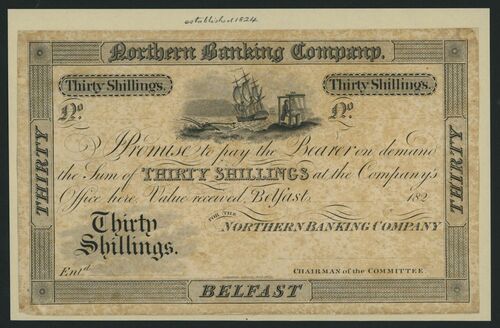 established 1824
Northern Banking Company.
Thirty Shillings. Thirty Shillings.
No No
I Promise to pay the Bearer on demand
the Sum of THIRTY SHILLINGS at the Company's
Office here. Value received, Belfast, 182
FOR THE
NORTHERN BANKING COMPANY
Thirty
Shillings.
Entd
CHAIRMAN of the COMMITTEE
BELFAST
THIRTY
THIRTY